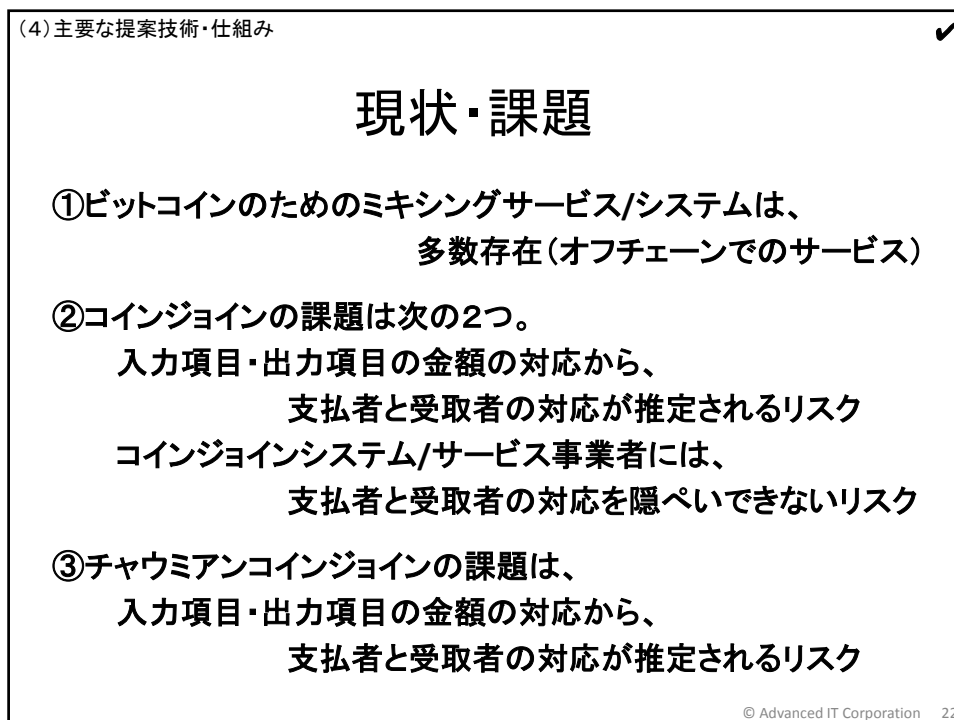 （4）主要な提案技術・仕組み
✔
現状・課題
①ビットコインのためのミキシングサービス/システムは、
多数存在（オフチェーンでのサービス）
②コインジョインの課題は次の２つ。
入力項目・出力項目の金額の対応から、
支払者と受取者の対応が推定されるリスク
コインジョインシステム/サービス事業者には、
支払者と受取者の対応を隠ぺいできないリスク
③チャウミアンコインジョインの課題は、
入力項目・出力項目の金額の対応から、
支払者と受取者の対応が推定されるリスク
© Advanced IT Corporation 22